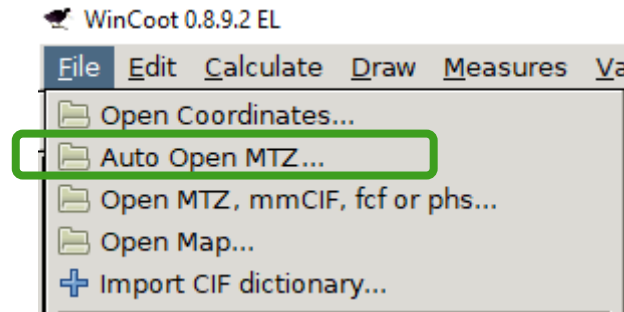 WinCoot 0.8.9.2 EL
File Edit Calculate Draw Measures
Open Coordinates...
Auto Open MTZ...
Open MTZ, mmCIF, fcf or phs...
Open Map...
Import CIF dictionary...